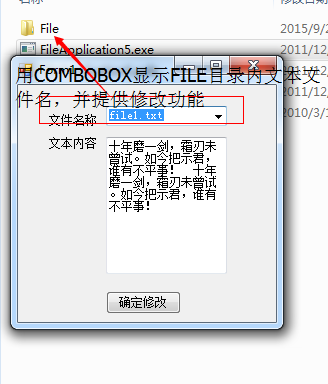 File
2015/9/2
FileApplication5.exe
2011/12/
用COMBOBOX显示FILE目录内文本文
件名，并提供修改功能
2011/12,
2010/3/1
文件名称
file1.txt
文本内容
十年磨一剑，霜刃未
曾试。如今把示君，
谁有不平事！ 十年
磨一剑，霜刃未曾试
。如今把示君，谁有
不平事！
确定修改